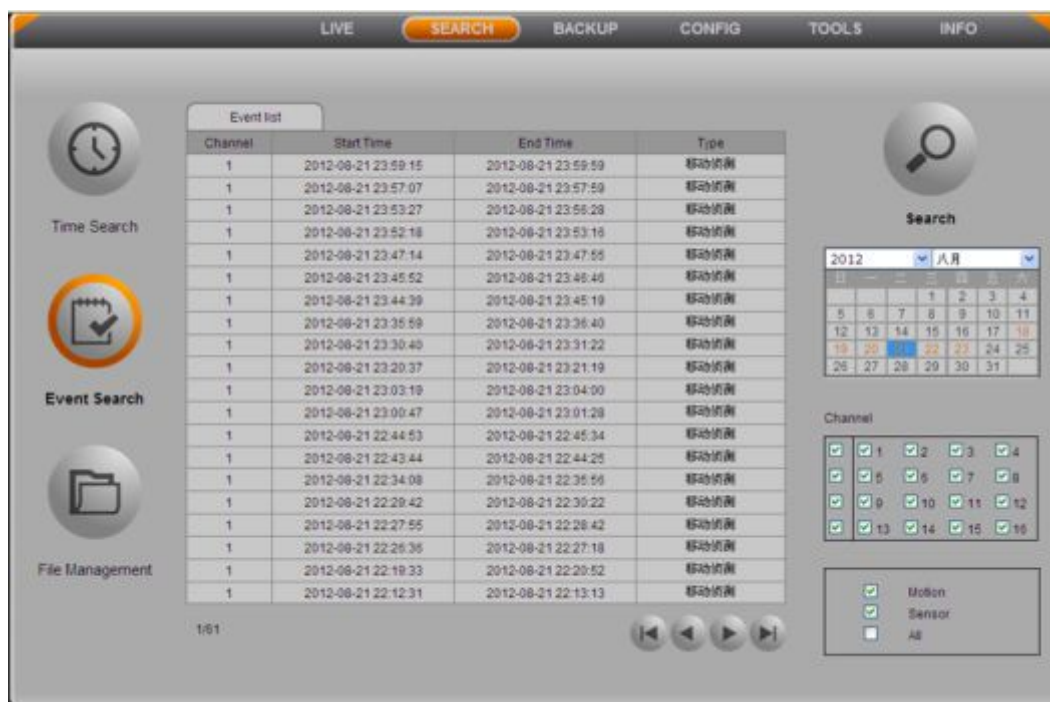 LIVE SEARCH BACKUP CONFIG TOOLS INFO
Time Search
Event Search
File Management
Event list
Channel Start Time End Time Type
1 2012-08-21 23:59:15 2012-08-21 23:59:59 移动侦测
1 2012-08-21 23:57:07 2012-08-21 23:57:59 移动侦测
1 2012-08-21 23:53:27 2012-08-21 23:56:28 移动侦测
1 2012-08-21 23:52:18 2012-08-21 23:53:16 移动侦测
1 2012-08-21 23:47:14 2012-08-21 23:47:55 移动侦测
1 2012-08-21 23:45:52 2012-08-21 23:46:46 移动侦测
1 2012-08-21 23:44:39 2012-08-21 23:45:19 移动侦测
1 2012-08-21 23:35:59 2012-08-21 23:36:40 移动侦测
1 2012-08-21 23:30:40 2012-08-21 23:31:22 移动侦测
1 2012-08-21 23:20:37 2012-08-21 23:21:19 移动侦测
1 2012-08-21 23:03:19 2012-08-21 23:04:00 移动侦测
1 2012-08-21 23:00:47 2012-08-21 23:01:28 移动侦测
1 2012-08-21 22:44:53 2012-08-21 22:45:34 移动侦测
1 2012-08-21 22:43:44 2012-08-21 22:44:25 移动侦测
1 2012-08-21 22:34:08 2012-08-21 22:35:56 移动侦测
1 2012-08-21 22:29:42 2012-08-21 22:30:22 移动侦测
1 2012-08-21 22:27:55 2012-08-21 22:28:42 移动侦测
1 2012-08-21 22:26:36 2012-08-21 22:27:18 移动侦测
1 2012-08-21 22:19:33 2012-08-21 22:20:52 移动侦测
1 2012-08-21 22:12:31 2012-08-21 22:13:13 移动侦测
1/61
Search
2012 八月
日 一 二 三 四 五 六
1 2 3 4
5 6 7 8 9 10 11
12 13 14 15 16 17 18
19 20 21 22 23 24 25
26 27 28 29 30 31
Channel
1 2 3 4
5 6 7 8
9 10 11 12
13 14 15 16
Motion
Sensor
All